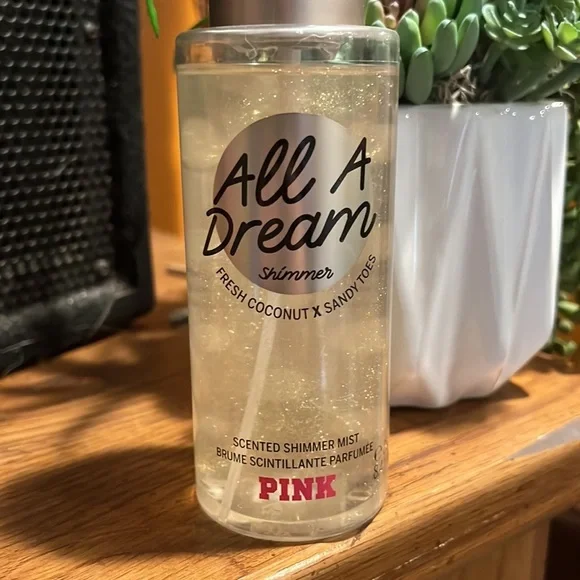 All A
Dream
Shimmer
FRESH COCONUT X SANDY TOES
SCENTED SHIMMER MIST
BRUME SCINTILLANTE PARFUMÉE
PINK